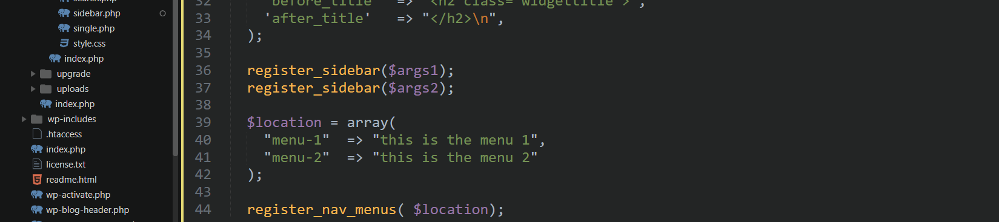 search.php
sidebar.php
single.php
style.css
index.php
upgrade
uploads
index.php
wp-includes
.htaccess
index.php
license.txt
readme.html
wp-activate.php
wp-blog-header.php
32 before_title => <h2 class= widgettitle > ,
33 'after_title' => "</h2>\n",
34 );
35
36 register_sidebar($args1);
37 register_sidebar($args2);
38
39 $location = array(
40 "menu-1" => "this is the menu 1",
41 "menu-2" => "this is the menu 2"
42 );
43
44 register_nav_menus( $location);